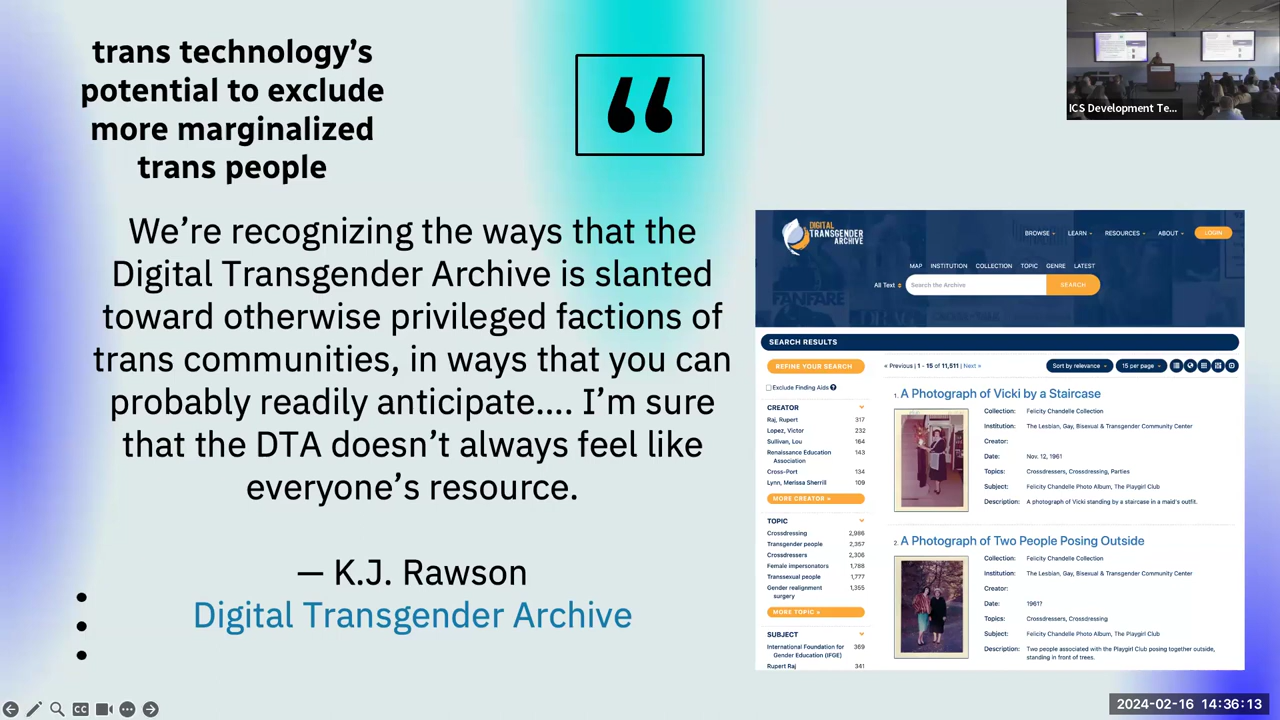 trans technology’s
potential to exclude
more marginalized
trans people
“
We’re recognizing the ways that the
Digital Transgender Archive is slanted
toward otherwise privileged factions of
trans communities, in ways that you can
probably readily anticipate.... I’m sure
that the DTA doesn’t always feel like
everyone’s resource.
— K.J. Rawson
Digital Transgender Archive
ICS Development Te...
DIGITAL
TRANSGENDER
ARCHIVE
BROWSE LEARN RESOURCES ABOUT LOGIN
MAP INSTITUTION COLLECTION TOPIC GENRE LATEST
All Text Search the Archive SEARCH
FANFARE
SEARCH RESULTS
REFINE YOUR SEARCH
Exclude Finding Aids ?
CREATOR
Raj, Rupert 317
Lopez, Victor 232
Sullivan, Lou 164
Renaissance Education 143
Association
Cross-Port 134
Lynn, Merissa Sherrill 109
MORE CREATOR »
TOPIC
Crossdressing 2,986
Transgender people 2,357
Crossdressers 2,306
Female impersonators 1,788
Transsexual people 1,777
Gender realignment 1,355
surgery
MORE TOPIC »
SUBJECT
International Foundation for 369
Gender Education (IFGE)
Rupert Raj 341
« Previous | 1 - 15 of 11,511 | Next »
Sort by relevance 15 per page
1. A Photograph of Vicki by a Staircase
Collection: Felicity Chandelle Collection
Institution: The Lesbian, Gay, Bisexual & Transgender Community Center
Creator:
Date: Nov. 12, 1961
Topics: Crossdressers, Crossdressing, Parties
Subject: Felicity Chandelle Photo Album, The Playgirl Club
Description: A photograph of Vicki standing by a staircase in a maid's outfit.
2. A Photograph of Two People Posing Outside
Collection: Felicity Chandelle Collection
Institution: The Lesbian, Gay, Bisexual & Transgender Community Center
Creator:
Date: 1961?
Topics: Crossdressers, Crossdressing
Subject: Felicity Chandelle Photo Album, The Playgirl Club
Description: Two people associated with the Playgirl Club posing together outside,
standing in front of trees.
CC
2024-02-16 14:36:13